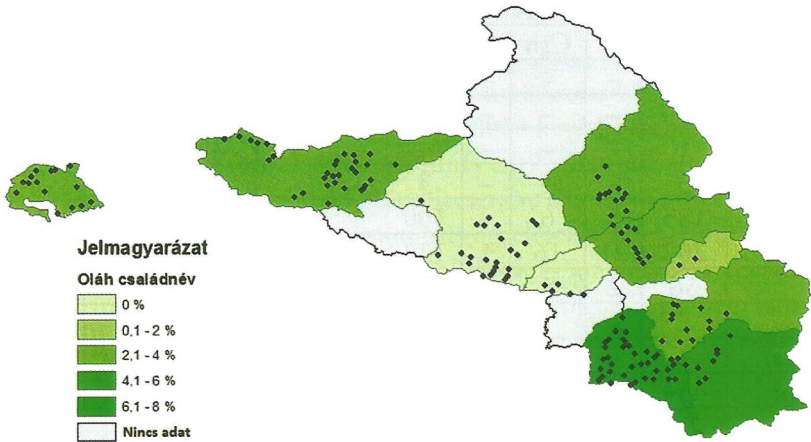 Jelmagyarázat
Oláh családnév
0 %
0,1 - 2 %
2,1 - 4 %
4,1 - 6 %
6,1 - 8 %
Nincs adat